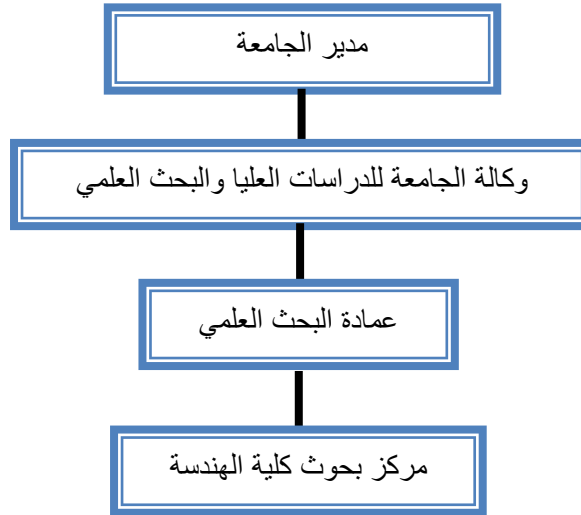 مدير الجامعة
وكالة الجامعة للدراسات العليا والبحث العلمي
عمادة البحث العلمي
مركز بحوث كلية الهندسة